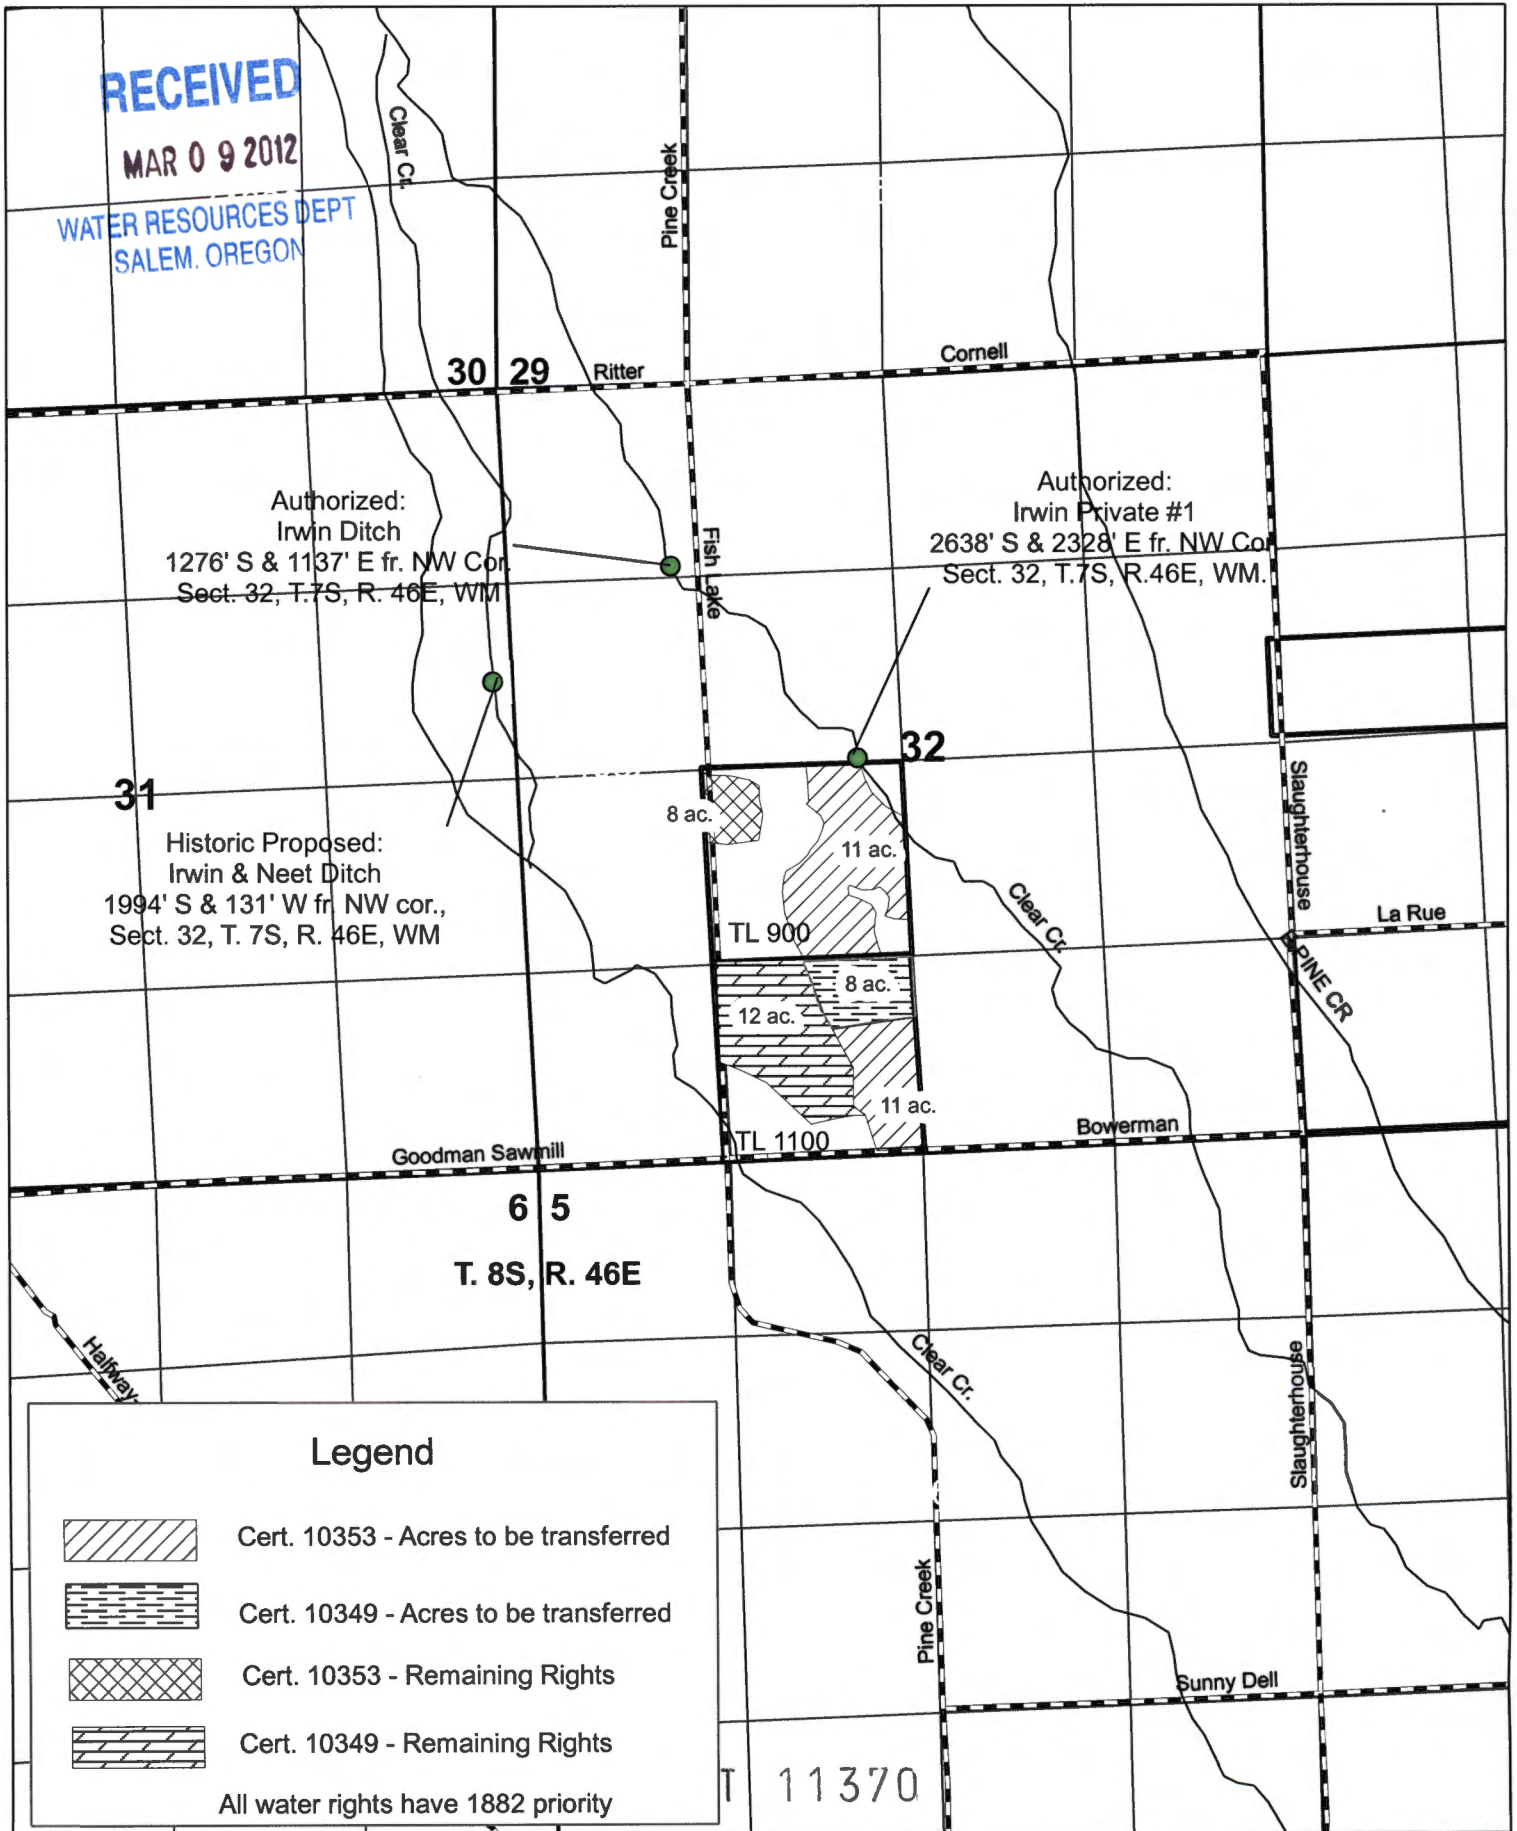 RECEIVED
MAR 09 2012
WATER RESOURCES DEPT
SALEM. OREGON
Clear Cr.
Pine Creek
30 29
Ritter
Cornell
Authorized:
Irwin Ditch
1276' S & 1137' E fr. NW Cor.
Sect. 32, T.7S, R. 46E, WM
Fish Lake
Authorized:
Irwin Private #1
2638' S & 2328' E fr. NW Co
Sect. 32, T.7S, R.46E, WM.
32
31
8 ac.
11 ac.
Historic Proposed:
Irwin & Neet Ditch
1994' S & 131' W fr. NW cor.,
Sect. 32, T. 7S, R. 46E, WM
Slaughterhouse
Clear Cr.
La Rue
TL 900
PINE CR
8 ac.
12 ac.
11 ac.
Bowerman
TL 1100
Goodman Sawmill
6 5
T. 8S, R. 46E
Halfway-
Clear Cr.
Slaughterhouse
Legend
Cert. 10353 - Acres to be transferred
Cert. 10349 - Acres to be transferred
Cert. 10353 - Remaining Rights
Cert. 10349 - Remaining Rights
All water rights have 1882 priority
Pine Creek
Sunny Dell
T 11370